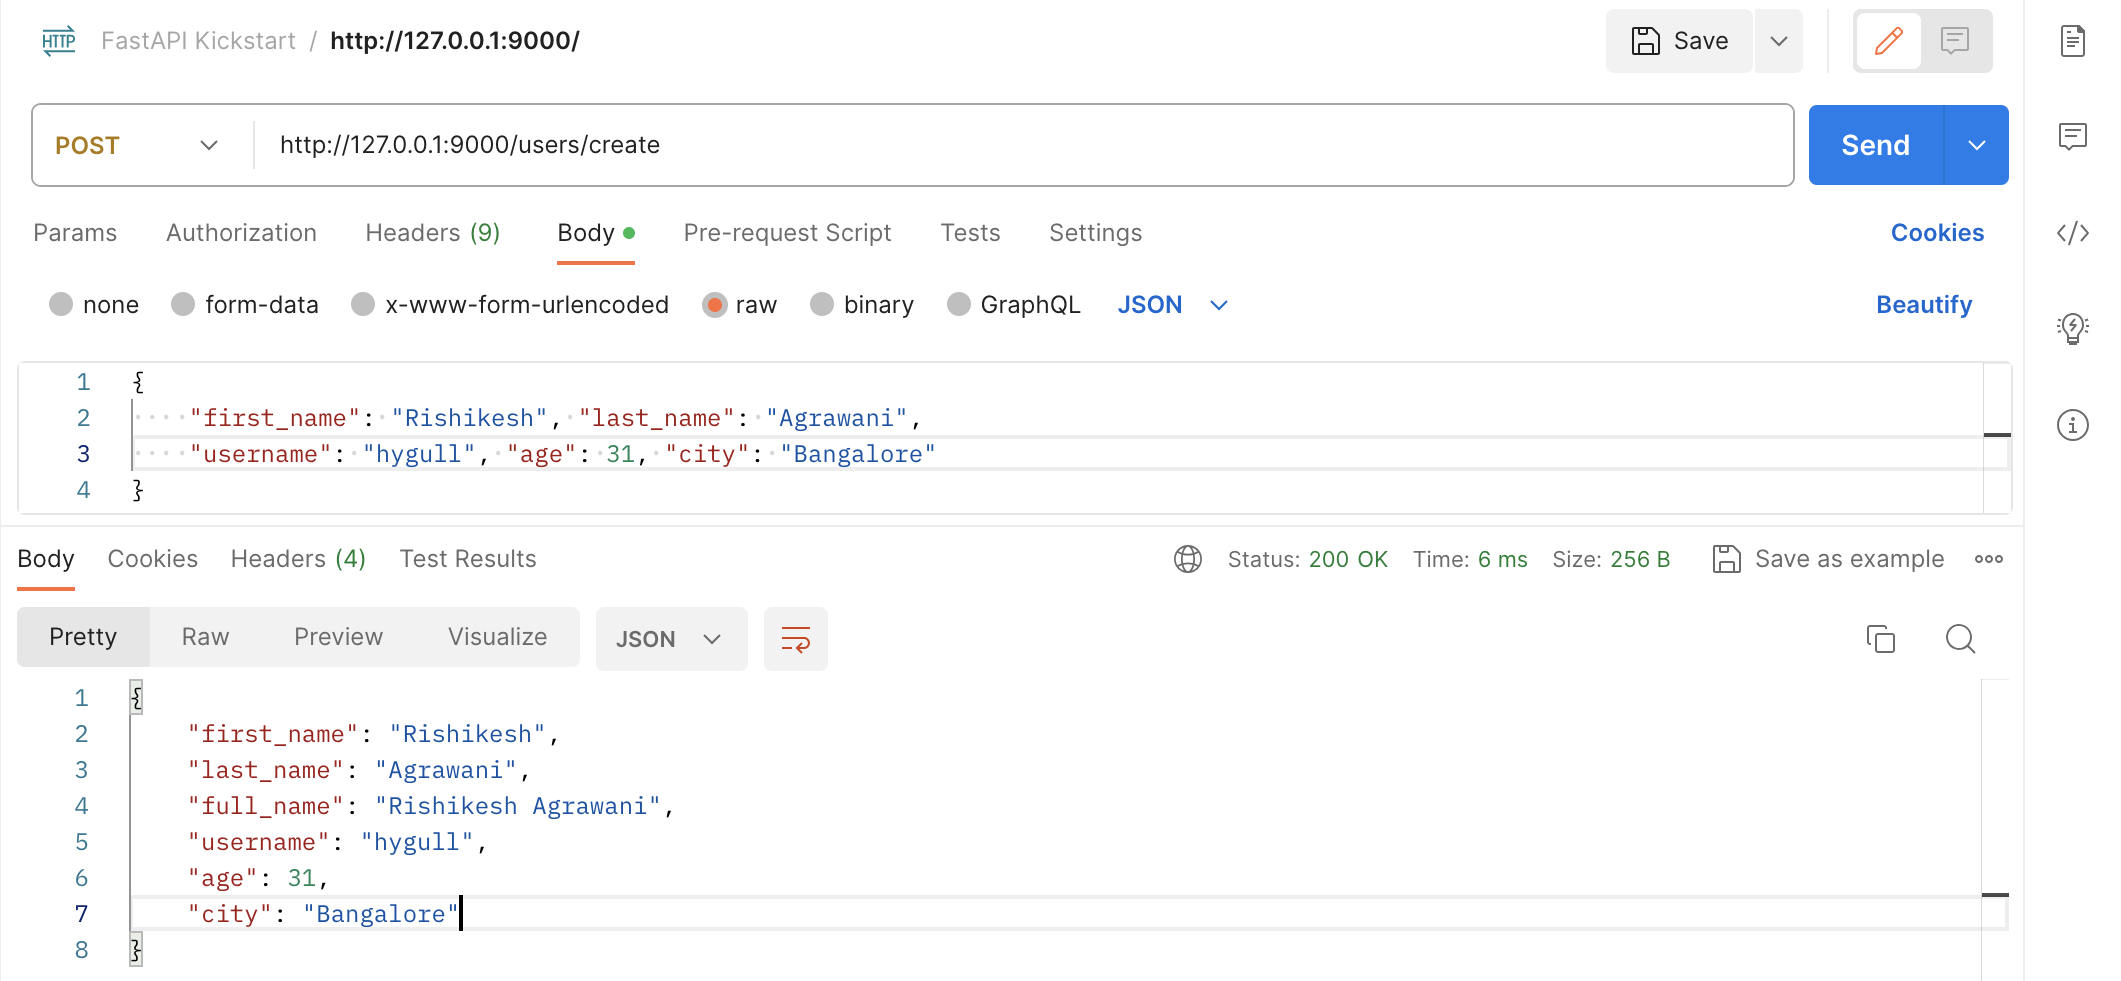 HTTP FastAPI Kickstart / http://127.0.0.1:9000/ Save
POST http://127.0.0.1:9000/users/create Send
Params Authorization Headers (9) Body Pre-request Script Tests Settings Cookies
none form-data x-www-form-urlencoded raw binary GraphQL JSON Beautify
1 {
2 "first_name": "Rishikesh", "last_name": "Agrawani",
3 "username": "hygull", "age": 31, "city": "Bangalore"
4 }
Body Cookies Headers (4) Test Results Status: 200 OK Time: 6 ms Size: 256 B Save as example
Pretty Raw Preview Visualize JSON
1 {
2 "first_name": "Rishikesh",
3 "last_name": "Agrawani",
4 "full_name": "Rishikesh Agrawani",
5 "username": "hygull",
6 "age": 31,
7 "city": "Bangalore"
8 }